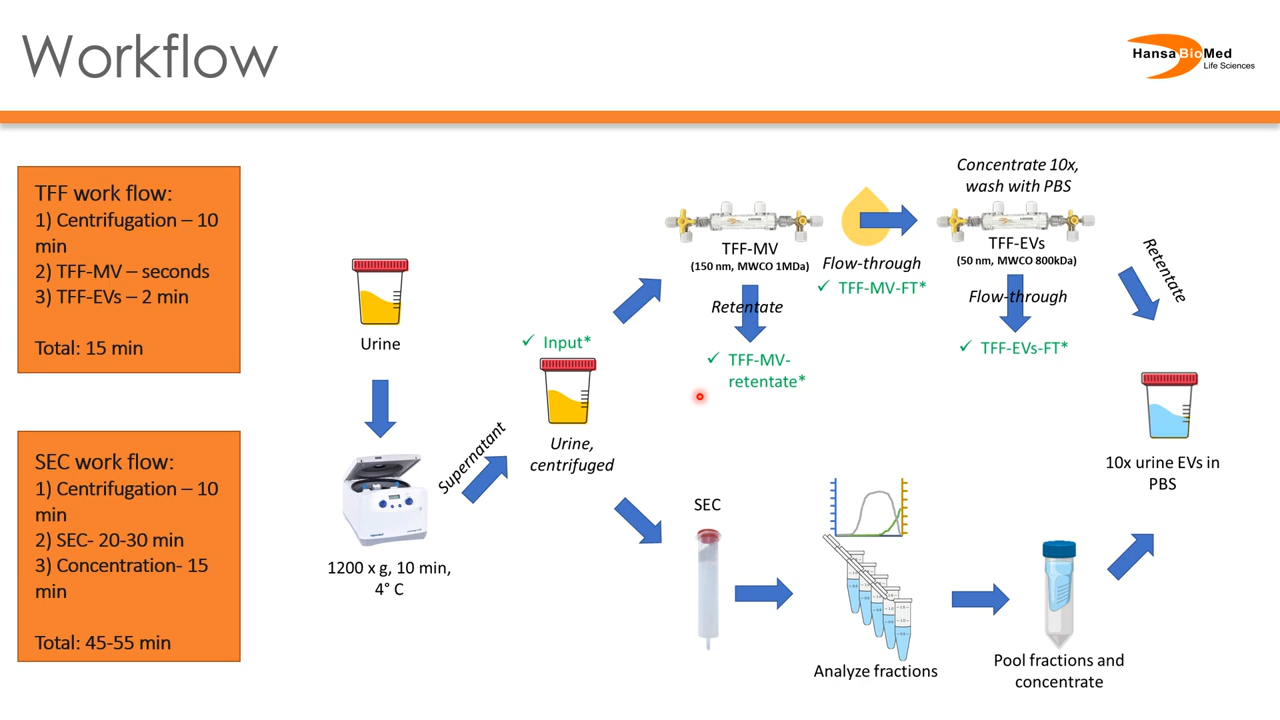 Workflow
HansaBioMed
Life Sciences
TFF work flow:
1) Centrifugation – 10
min
2) TFF-MV – seconds
3) TFF-EVs – 2 min
Total: 15 min
SEC work flow:
1) Centrifugation – 10
min
2) SEC- 20-30 min
3) Concentration- 15
min
Total: 45-55 min
Urine
1200 x g, 10 min,
4° C
Supernatant
✓ Input*
Urine,
centrifuged
TFF-MV
(150 nm, MWCO 1MDa)
Retentate
✓ TFF-MV-
retentate*
Flow-through
✓ TFF-MV-FT*
Concentrate 10x,
wash with PBS
TFF-EVs
(50 nm, MWCO 800kDa)
Flow-through
✓ TFF-EVs-FT*
Retentate
10x urine EVs in
PBS
SEC
Analyze fractions
Pool fractions and
concentrate